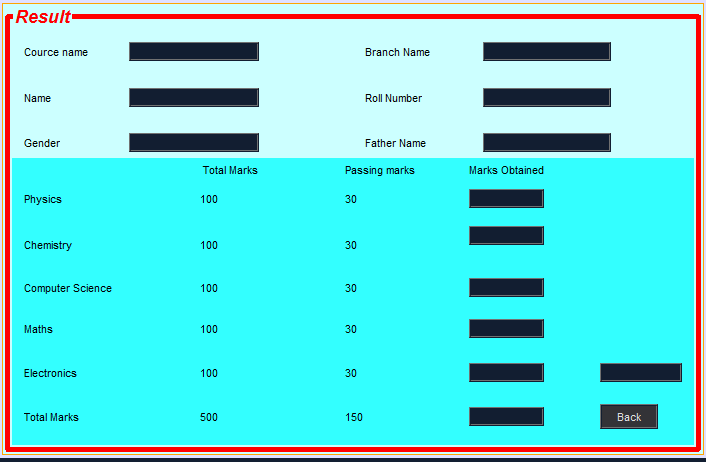 Result
Cource name Branch Name
Name Roll Number
Gender Father Name
Total Marks Passing marks Marks Obtained
Physics 100 30
Chemistry 100 30
Computer Science 100 30
Maths 100 30
Electronics 100 30
Total Marks 500 150 Back